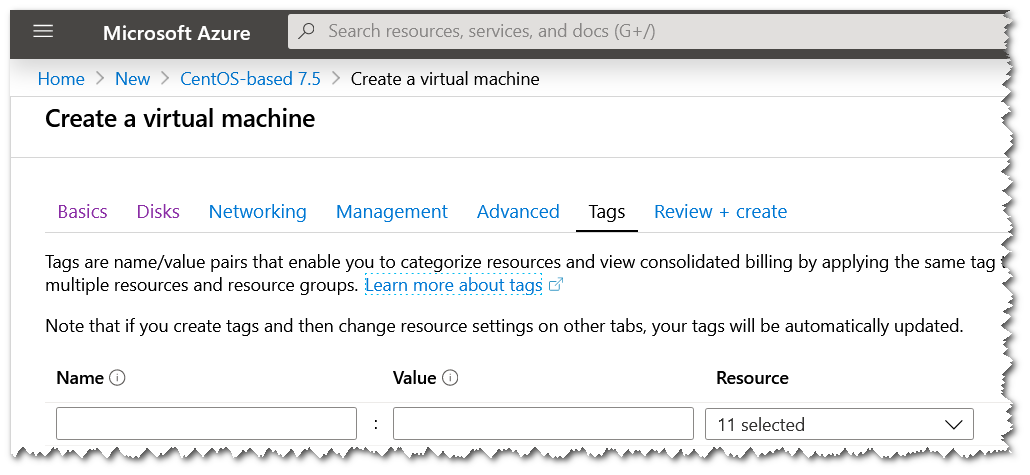 Microsoft Azure
Search resources, services, and docs (G+/)
Home > New > CentOS-based 7.5 > Create a virtual machine
Create a virtual machine
Basics Disks Networking Management Advanced Tags Review + create
Tags are name/value pairs that enable you to categorize resources and view consolidated billing by applying the same tag
multiple resources and resource groups. Learn more about tags
Note that if you create tags and then change resource settings on other tabs, your tags will be automatically updated.
Name Value Resource
: 11 selected